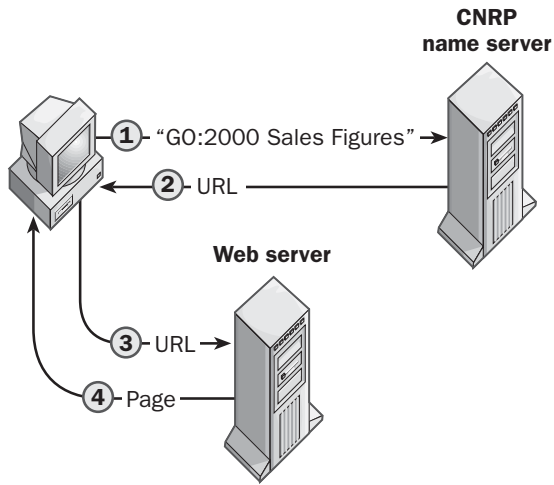 CNRP
name server
1 "GO:2000 Sales Figures"
2 URL
Web server
3 URL
4 Page